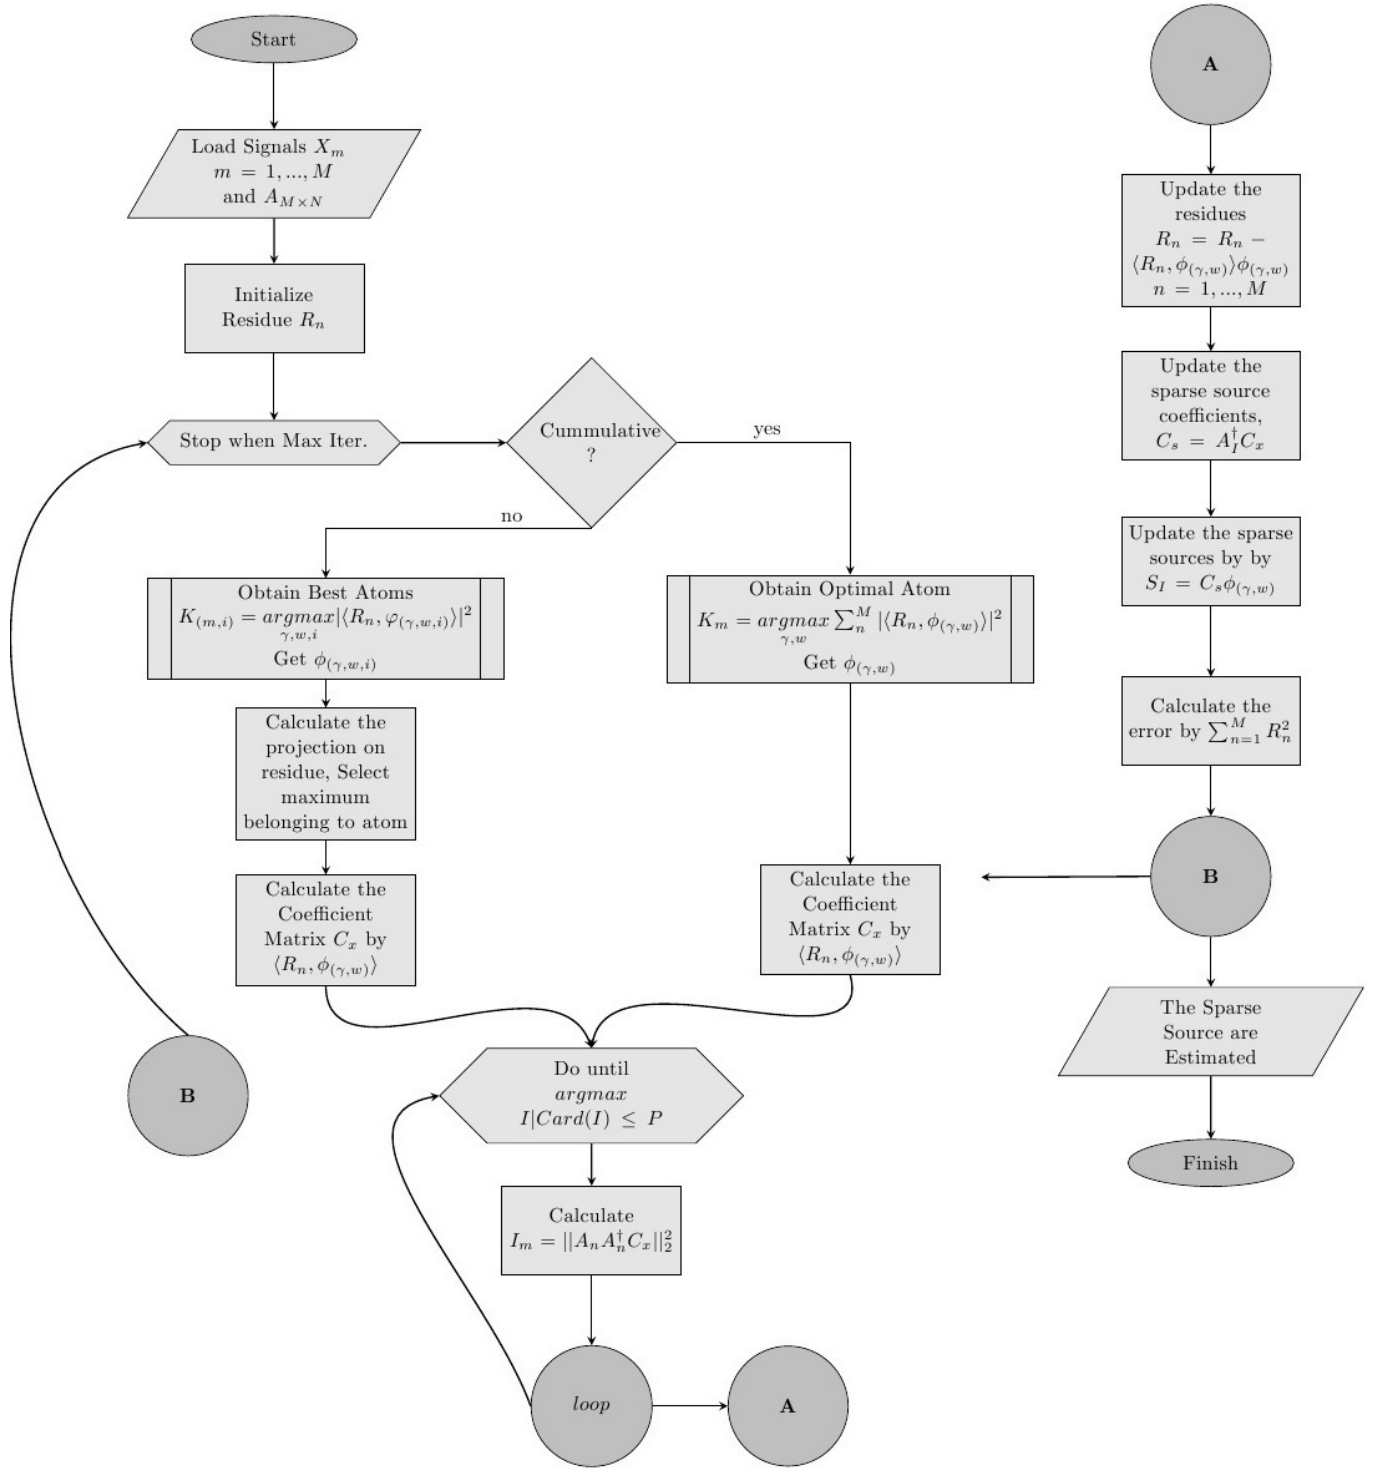 Start
Load Signals $X_m$
$m = 1, ..., M$
and $A_{M \times N}$
Initialize
Residue $R_n$
Stop when Max Iter.
Cummulative
?
yes
no
Obtain Best Atoms
$K_{(m,i)} = \underset{\gamma,w,i}{argmax} |\langle R_n, \varphi_{(\gamma,w,i)} \rangle|^2$
Get $\phi_{(\gamma,w,i)}$
Calculate the
projection on
residue, Select
maximum
belonging to atom
Calculate the
Coefficient
Matrix $C_x$ by
$\langle R_n, \phi_{(\gamma,w)} \rangle$
Obtain Optimal Atom
$K_m = \underset{\gamma,w}{argmax} \sum_n^M |\langle R_n, \phi_{(\gamma,w)} \rangle|^2$
Get $\phi_{(\gamma,w)}$
Calculate the
Coefficient
Matrix $C_x$ by
$\langle R_n, \phi_{(\gamma,w)} \rangle$
B
Do until
$argmax$
$I|Card(I) \leq P$
Calculate
$I_m = ||A_n A_n^\dagger C_x||_2^2$
loop
A
A
Update the
residues
$R_n = R_n -$
$\langle R_n, \phi_{(\gamma,w)} \rangle \phi_{(\gamma,w)}$
$n = 1, ..., M$
Update the
sparse source
coefficients,
$C_s = A_I^\dagger C_x$
Update the sparse
sources by by
$S_I = C_s \phi_{(\gamma,w)}$
Calculate the
error by $\sum_{n=1}^M R_n^2$
B
The Sparse
Source are
Estimated
Finish